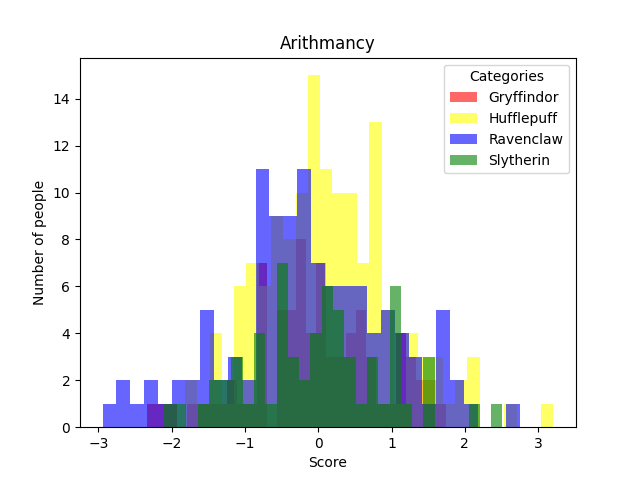 Arithmancy
Categories
Gryffindor
Hufflepuff
Ravenclaw
Slytherin
14
12
10
8
6
4
2
0
Number of people
−3
−2
−1
0
1
2
3
Score